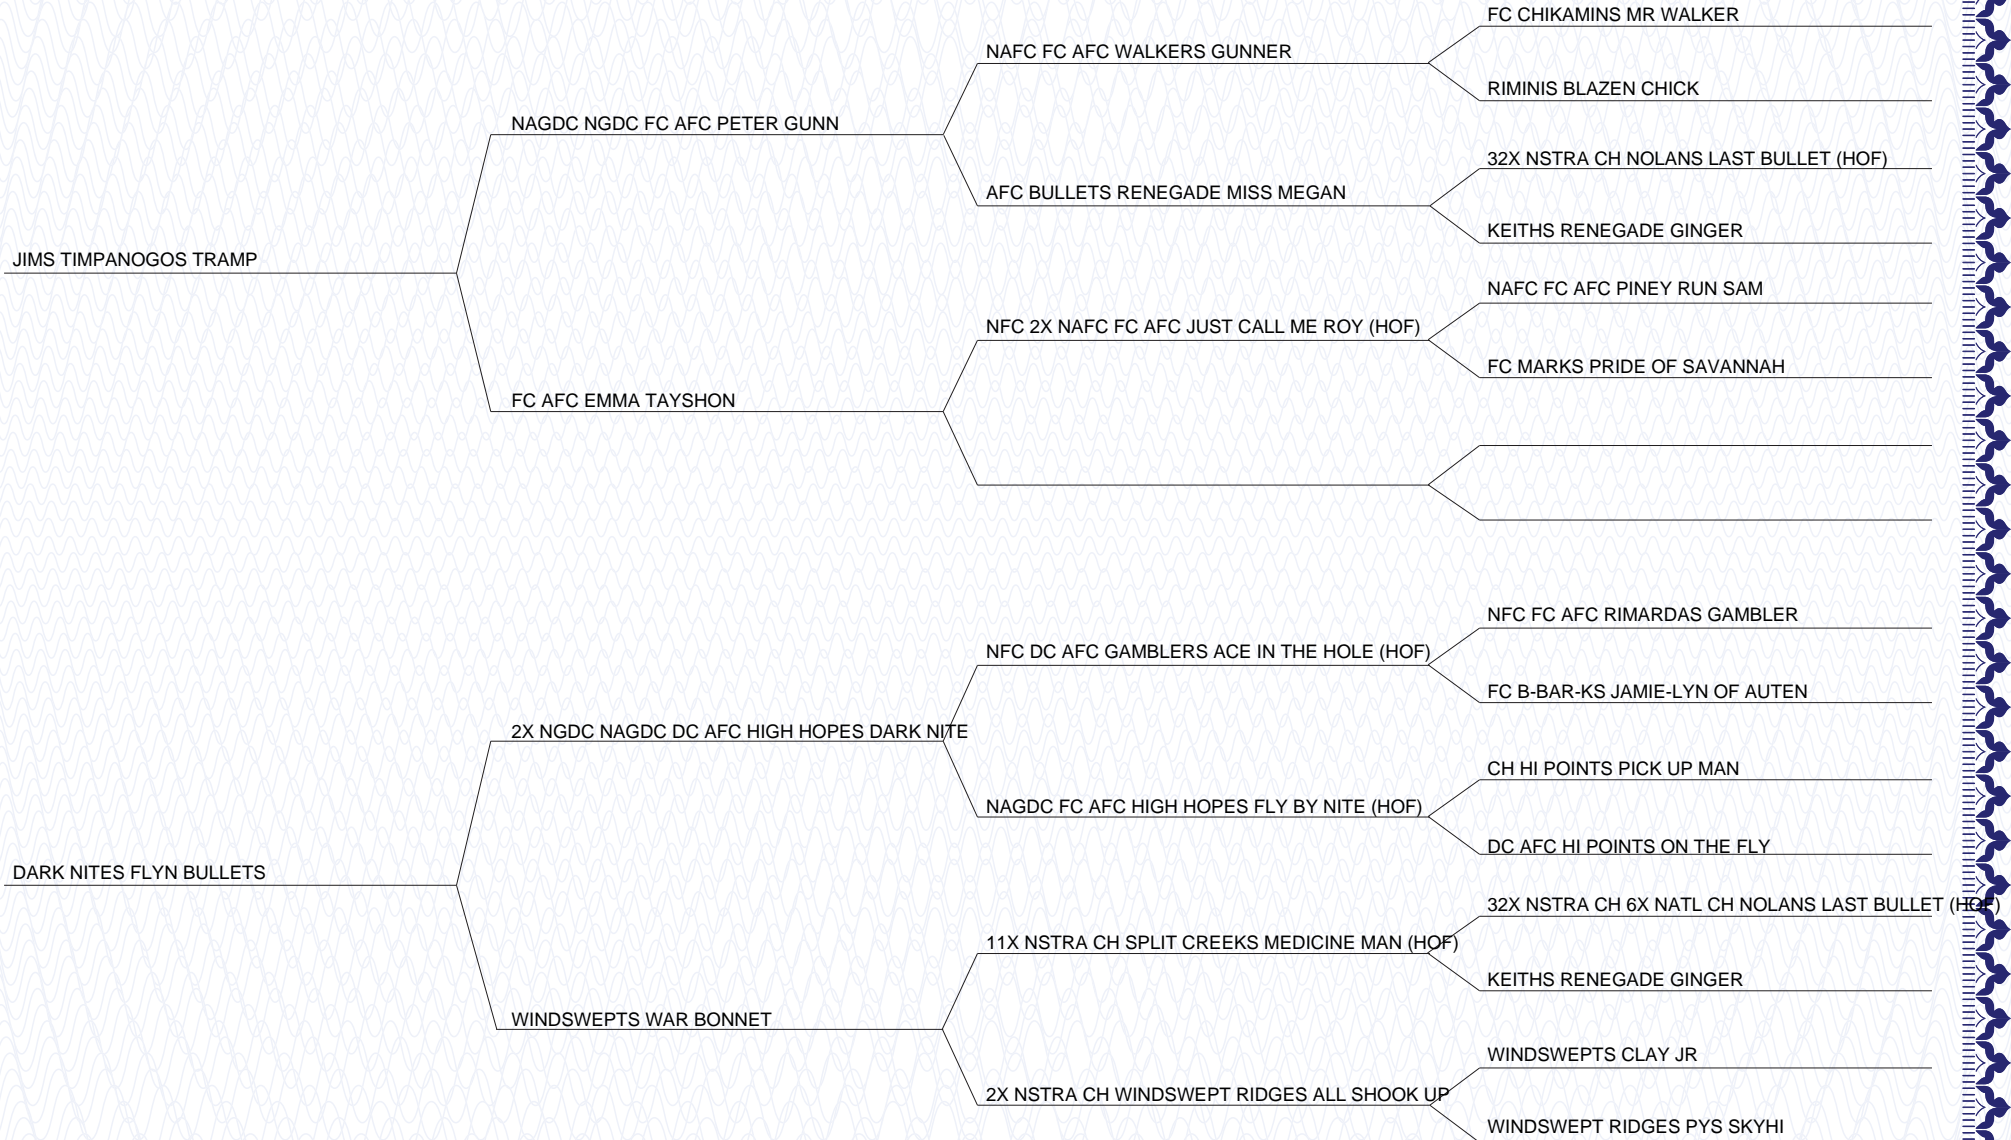 FC CHIKAMINS MR WALKER
NAFC FC AFC WALKERS GUNNER
RIMINIS BLAZEN CHICK
NAGDC NGDC FC AFC PETER GUNN
32X NSTRA CH NOLANS LAST BULLET (HOF)
AFC BULLETS RENEGADE MISS MEGAN
KEITHS RENEGADE GINGER
JIMS TIMPANOGOS TRAMP
NAFC FC AFC PINEY RUN SAM
NFC 2X NAFC FC AFC JUST CALL ME ROY (HOF)
FC MARKS PRIDE OF SAVANNAH
FC AFC EMMA TAYSHON
NFC FC AFC RIMARDAS GAMBLER
NFC DC AFC GAMBLERS ACE IN THE HOLE (HOF)
FC B-BAR-KS JAMIE-LYN OF AUTEN
2X NGDC NAGDC DC AFC HIGH HOPES DARK NITE
CH HI POINTS PICK UP MAN
NAGDC FC AFC HIGH HOPES FLY BY NITE (HOF)
DC AFC HI POINTS ON THE FLY
DARK NITES FLYN BULLETS
32X NSTRA CH 6X NATL CH NOLANS LAST BULLET (HOF)
11X NSTRA CH SPLIT CREEKS MEDICINE MAN (HOF)
KEITHS RENEGADE GINGER
WINDSWEPTS WAR BONNET
WINDSWEPTS CLAY JR
2X NSTRA CH WINDSWEPT RIDGES ALL SHOOK UP
WINDSWEPT RIDGES PYS SKYHI